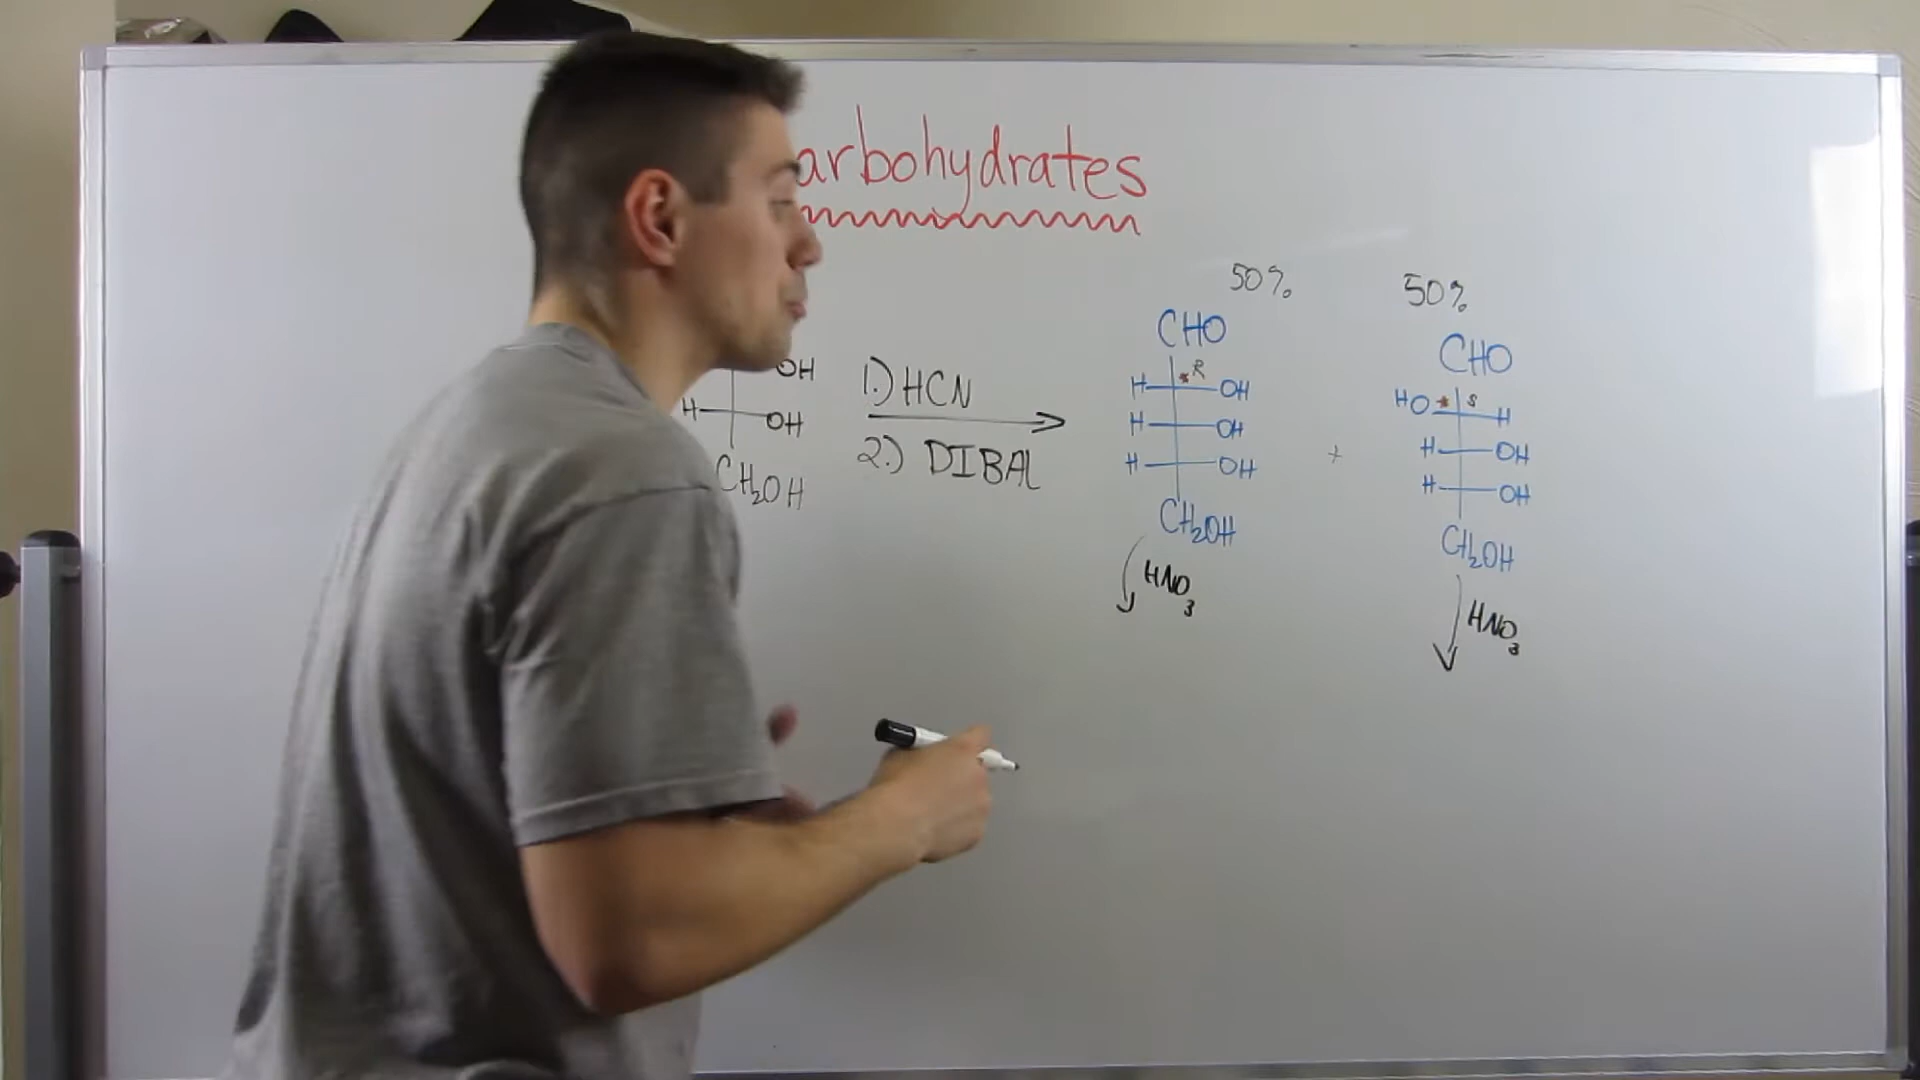 arbohydrates
50%
50%
OH
H OH
CH2OH
1.) HCN
2.) DIBAL
CHO
* R
H OH
H OH
H OH
CH2OH
HNO3
+
CHO
HO * S H
H OH
H OH
CH2OH
HNO3